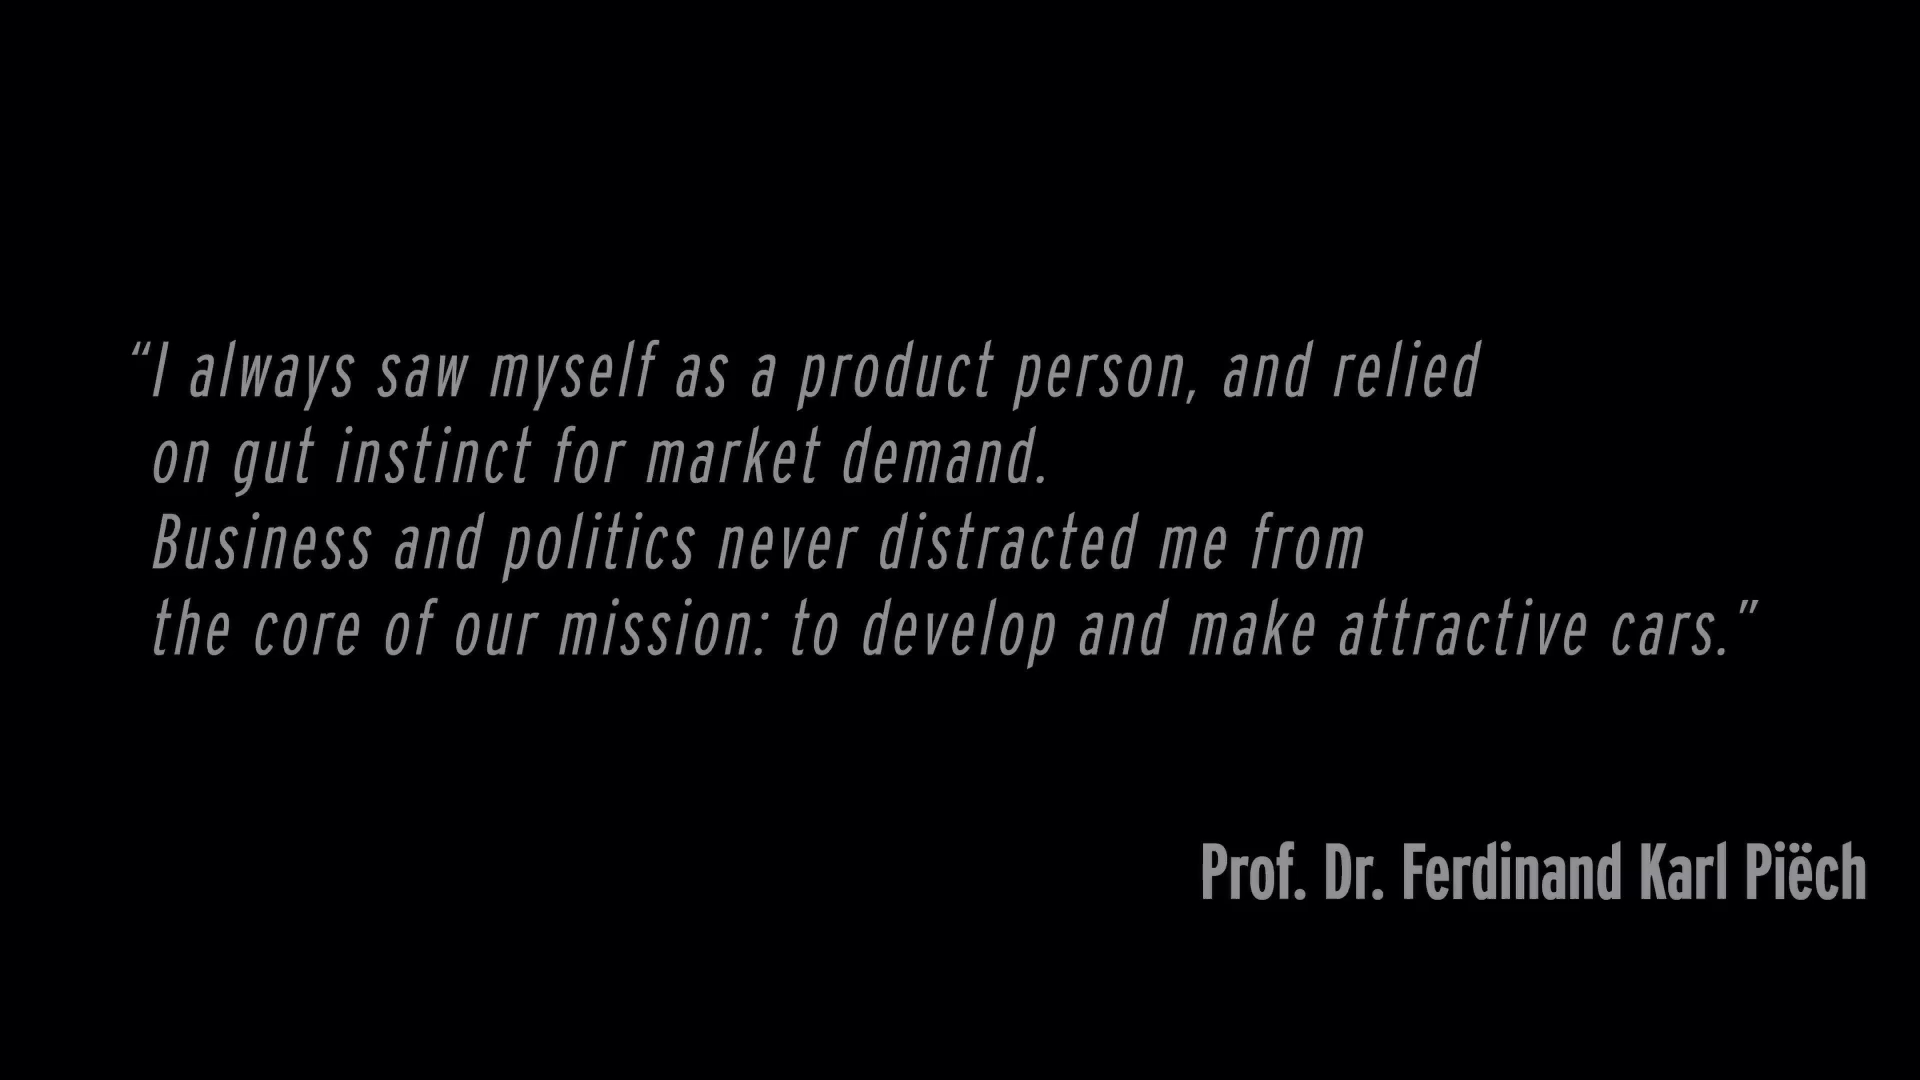 “I always saw myself as a product person, and relied
on gut instinct for market demand.
Business and politics never distracted me from
the core of our mission: to develop and make attractive cars.”
Prof. Dr. Ferdinand Karl Piëch